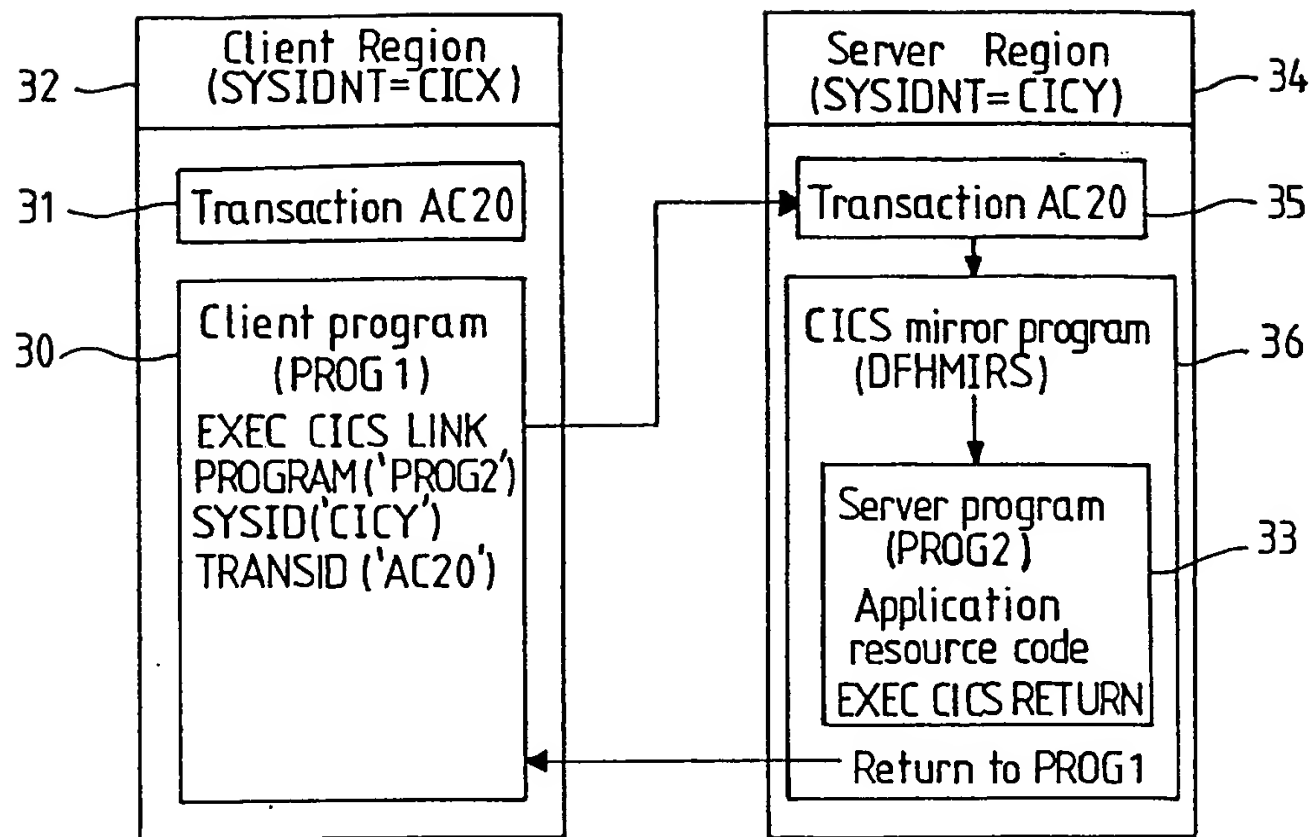 32
Client Region
(SYSIDNT=CICX)
31
Transaction AC20
30
Client program
(PROG 1)
EXEC CICS LINK
PROGRAM('PROG2')
SYSID('CICY')
TRANSID ('AC20')
Server Region
(SYSIDNT=CICY)
34
Transaction AC20
35
CICS mirror program
(DFHMIRS)
36
Server program
(PROG2)
33
Application
resource code
EXEC CICS RETURN
Return to PROG1